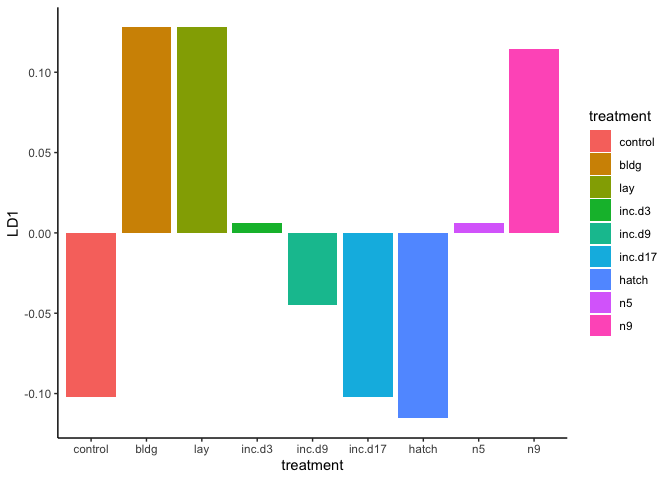 LD1
0.10
0.05
0.00
-0.05
-0.10
control bldg lay inc.d3 inc.d9 inc.d17 hatch n5 n9
treatment
treatment
control
bldg
lay
inc.d3
inc.d9
inc.d17
hatch
n5
n9